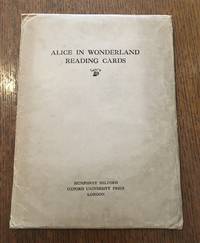 ALICE IN WONDERLAND
READING CARDS
HUMPHREY MILFORD
OXFORD UNIVERSITY PRESS
LONDON